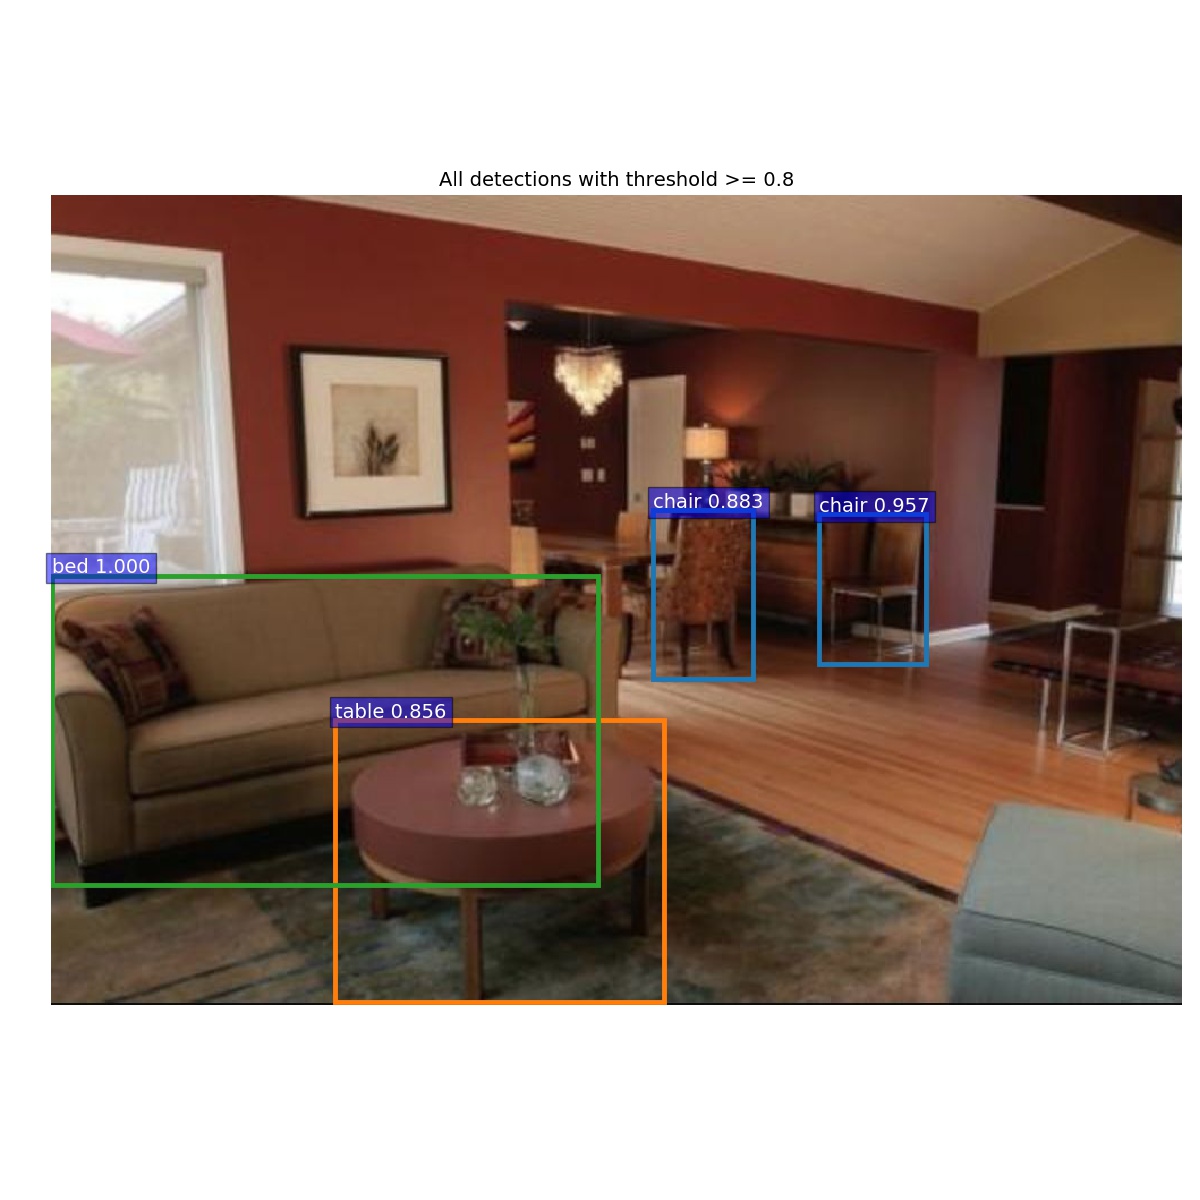 All detections with threshold >= 0.8
chair 0.883
chair 0.957
bed 1.000
table 0.856